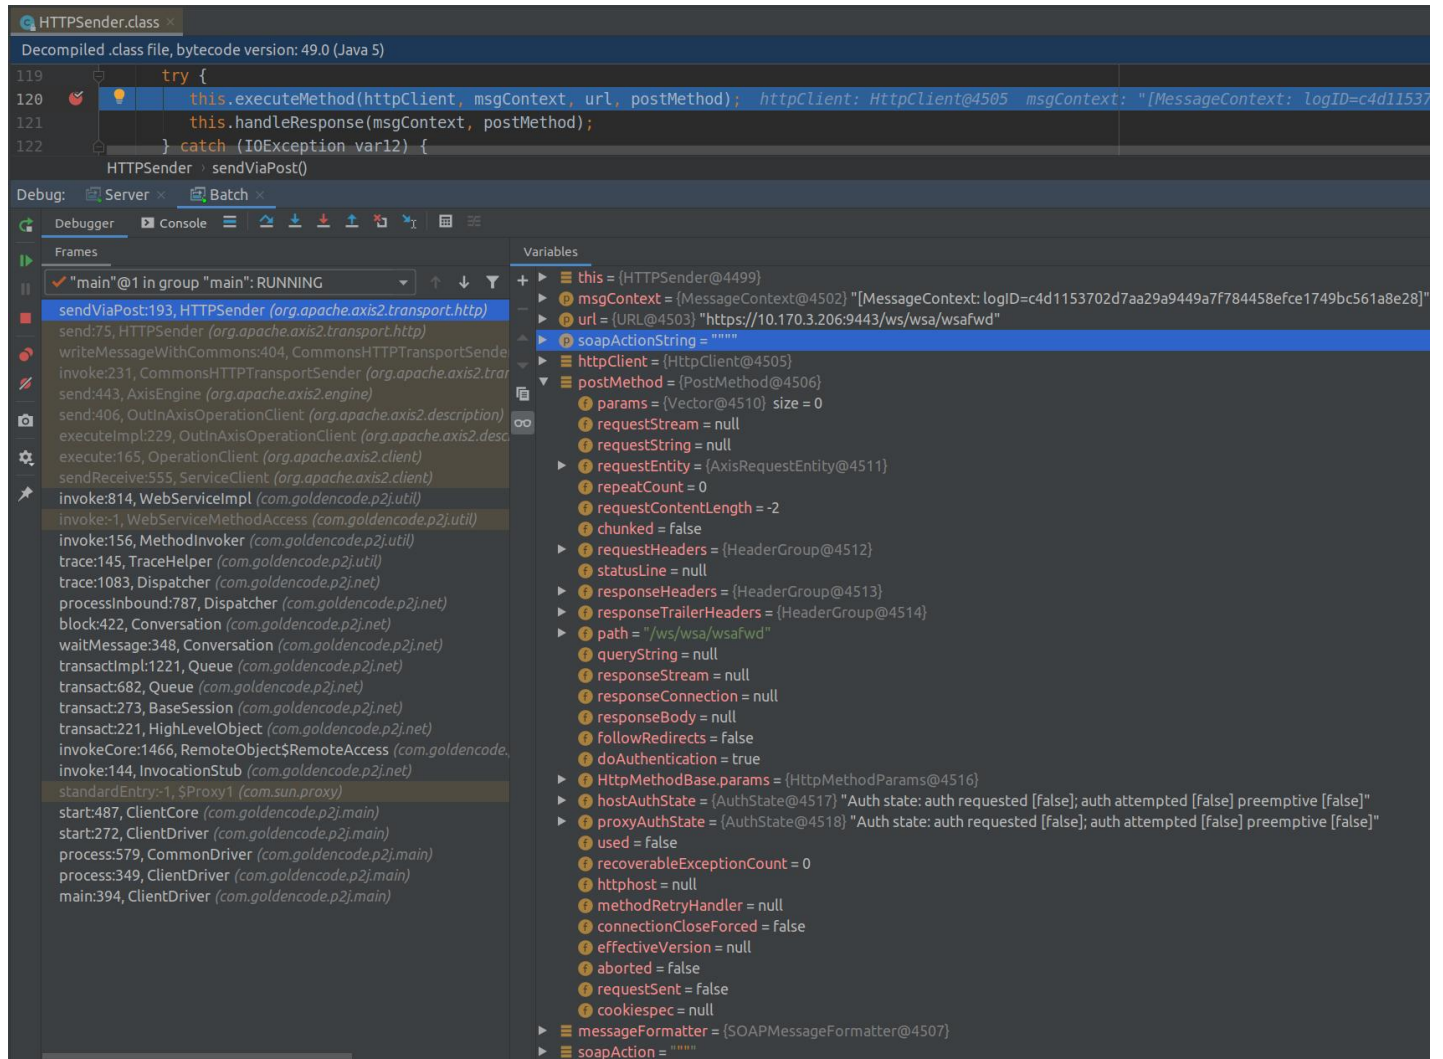 HTTPSender.class
Decompiled .class file, bytecode version: 49.0 (Java 5)
119 try {
120 this.executeMethod(httpClient, msgContext, url, postMethod); httpClient: HttpClient@4505 msgContext: "[MessageContext: logID=c4d11537
121 this.handleResponse(msgContext, postMethod);
122 } catch (IOException var12) {
HTTPSender › sendViaPost()
Debug: Server Batch
Debugger Console
Frames
"main"@1 in group "main": RUNNING
sendViaPost:193, HTTPSender (org.apache.axis2.transport.http)
send:75, HTTPSender (org.apache.axis2.transport.http)
writeMessageWithCommons:404, CommonsHTTPTransportSende
invoke:231, CommonsHTTPTransportSender (org.apache.axis2.tran
send:443, AxisEngine (org.apache.axis2.engine)
send:406, OutInAxisOperationClient (org.apache.axis2.description)
executeImpl:229, OutInAxisOperationClient (org.apache.axis2.desc
execute:165, OperationClient (org.apache.axis2.client)
sendReceive:555, ServiceClient (org.apache.axis2.client)
invoke:814, WebServiceImpl (com.goldencode.p2j.util)
invoke:-1, WebServiceMethodAccess (com.goldencode.p2j.util)
invoke:156, MethodInvoker (com.goldencode.p2j.util)
trace:145, TraceHelper (com.goldencode.p2j.util)
trace:1083, Dispatcher (com.goldencode.p2j.net)
processInbound:787, Dispatcher (com.goldencode.p2j.net)
block:422, Conversation (com.goldencode.p2j.net)
waitMessage:348, Conversation (com.goldencode.p2j.net)
transactImpl:1221, Queue (com.goldencode.p2j.net)
transact:682, Queue (com.goldencode.p2j.net)
transact:273, BaseSession (com.goldencode.p2j.net)
transact:221, HighLevelObject (com.goldencode.p2j.net)
invokeCore:1466, RemoteObject$RemoteAccess (com.goldencode.
invoke:144, InvocationStub (com.goldencode.p2j.net)
standardEntry:-1, $Proxy1 (com.sun.proxy)
start:487, ClientCore (com.goldencode.p2j.main)
start:272, ClientDriver (com.goldencode.p2j.main)
process:579, CommonDriver (com.goldencode.p2j.main)
process:349, ClientDriver (com.goldencode.p2j.main)
main:394, ClientDriver (com.goldencode.p2j.main)
Variables
this = {HTTPSender@4499}
msgContext = {MessageContext@4502} "[MessageContext: logID=c4d1153702d7aa29a9449a7f784458efce1749bc561a8e28]"
url = {URL@4503} "https://10.170.3.206:9443/ws/wsa/wsafwd"
soapActionString = """"
httpClient = {HttpClient@4505}
postMethod = {PostMethod@4506}
params = {Vector@4510} size = 0
requestStream = null
requestString = null
requestEntity = {AxisRequestEntity@4511}
repeatCount = 0
requestContentLength = -2
chunked = false
requestHeaders = {HeaderGroup@4512}
statusLine = null
responseHeaders = {HeaderGroup@4513}
responseTrailerHeaders = {HeaderGroup@4514}
path = "/ws/wsa/wsafwd"
queryString = null
responseStream = null
responseConnection = null
responseBody = null
followRedirects = false
doAuthentication = true
HttpMethodBase.params = {HttpMethodParams@4516}
hostAuthState = {AuthState@4517} "Auth state: auth requested [false]; auth attempted [false] preemptive [false]"
proxyAuthState = {AuthState@4518} "Auth state: auth requested [false]; auth attempted [false] preemptive [false]"
used = false
recoverableExceptionCount = 0
httphost = null
methodRetryHandler = null
connectionCloseForced = false
effectiveVersion = null
aborted = false
requestSent = false
cookiespec = null
messageFormatter = {SOAPMessageFormatter@4507}
soapAction = """"